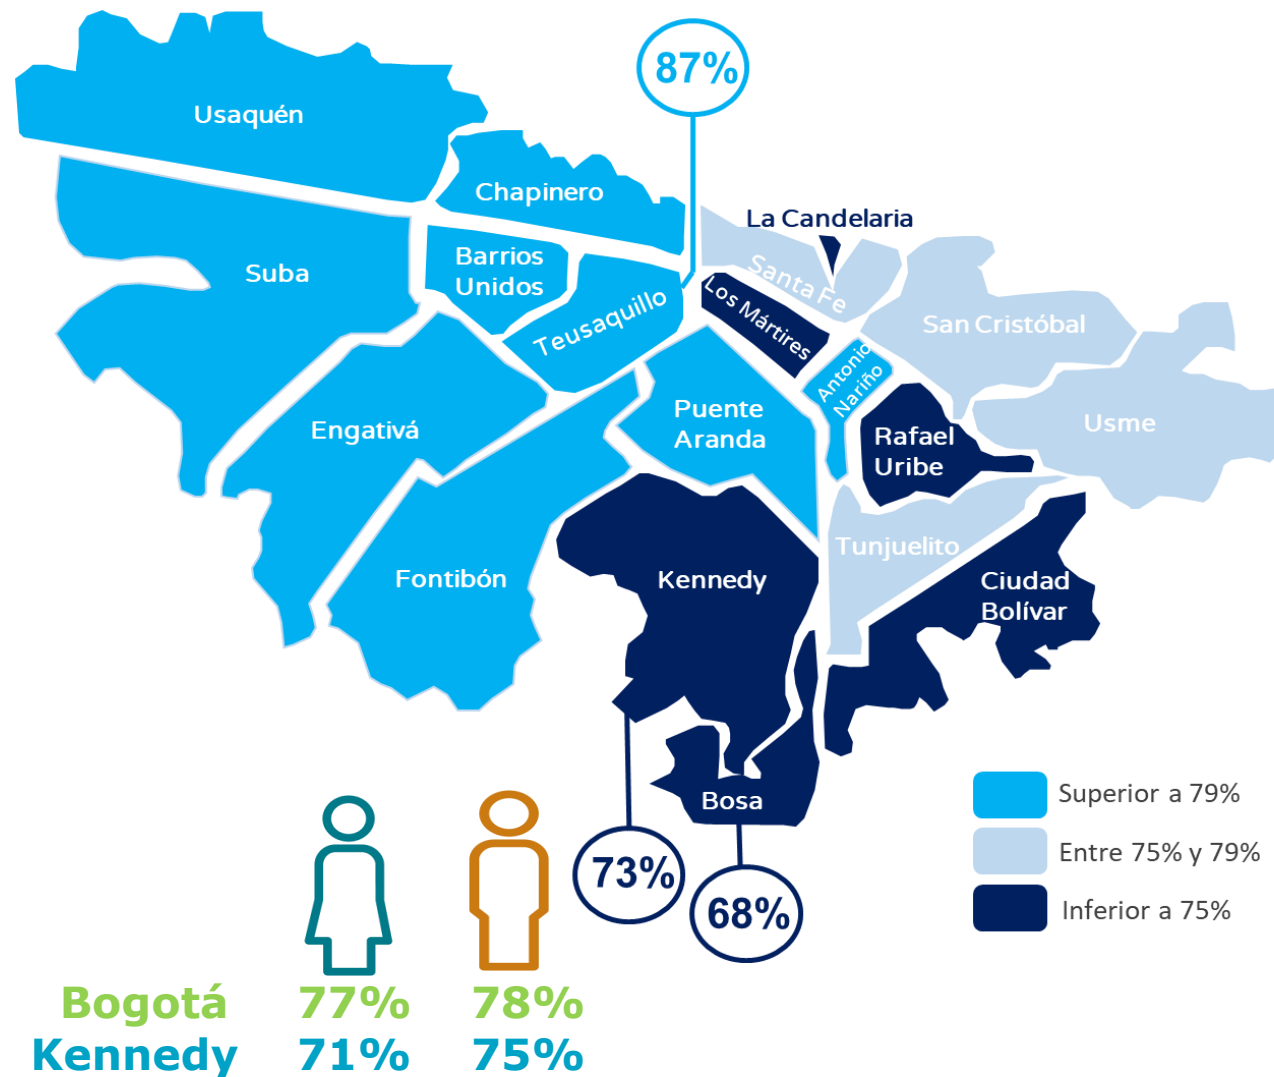 87%
Usaquén
Chapinero
La Candelaria
Suba
Barrios
Unidos
Teusaquillo
Santa Fe
Los Mártires
San Cristóbal
Antonio
Nariño
Engativá
Puente
Aranda
Rafael
Uribe
Usme
Fontibón
Kennedy
Tunjuelito
Ciudad
Bolívar
Bosa
73%
68%
Superior a 79%
Entre 75% y 79%
Inferior a 75%
Bogotá 77% 78%
Kennedy 71% 75%